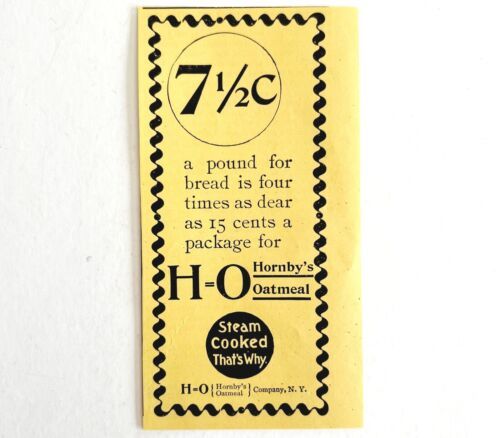 7½C
a pound for
bread is four
times as dear
as 15 cents a
package for
H=O Hornby's
Oatmeal
Steam
Cooked
That's Why.
H=O { Hornby's
Oatmeal } Company, N. Y.